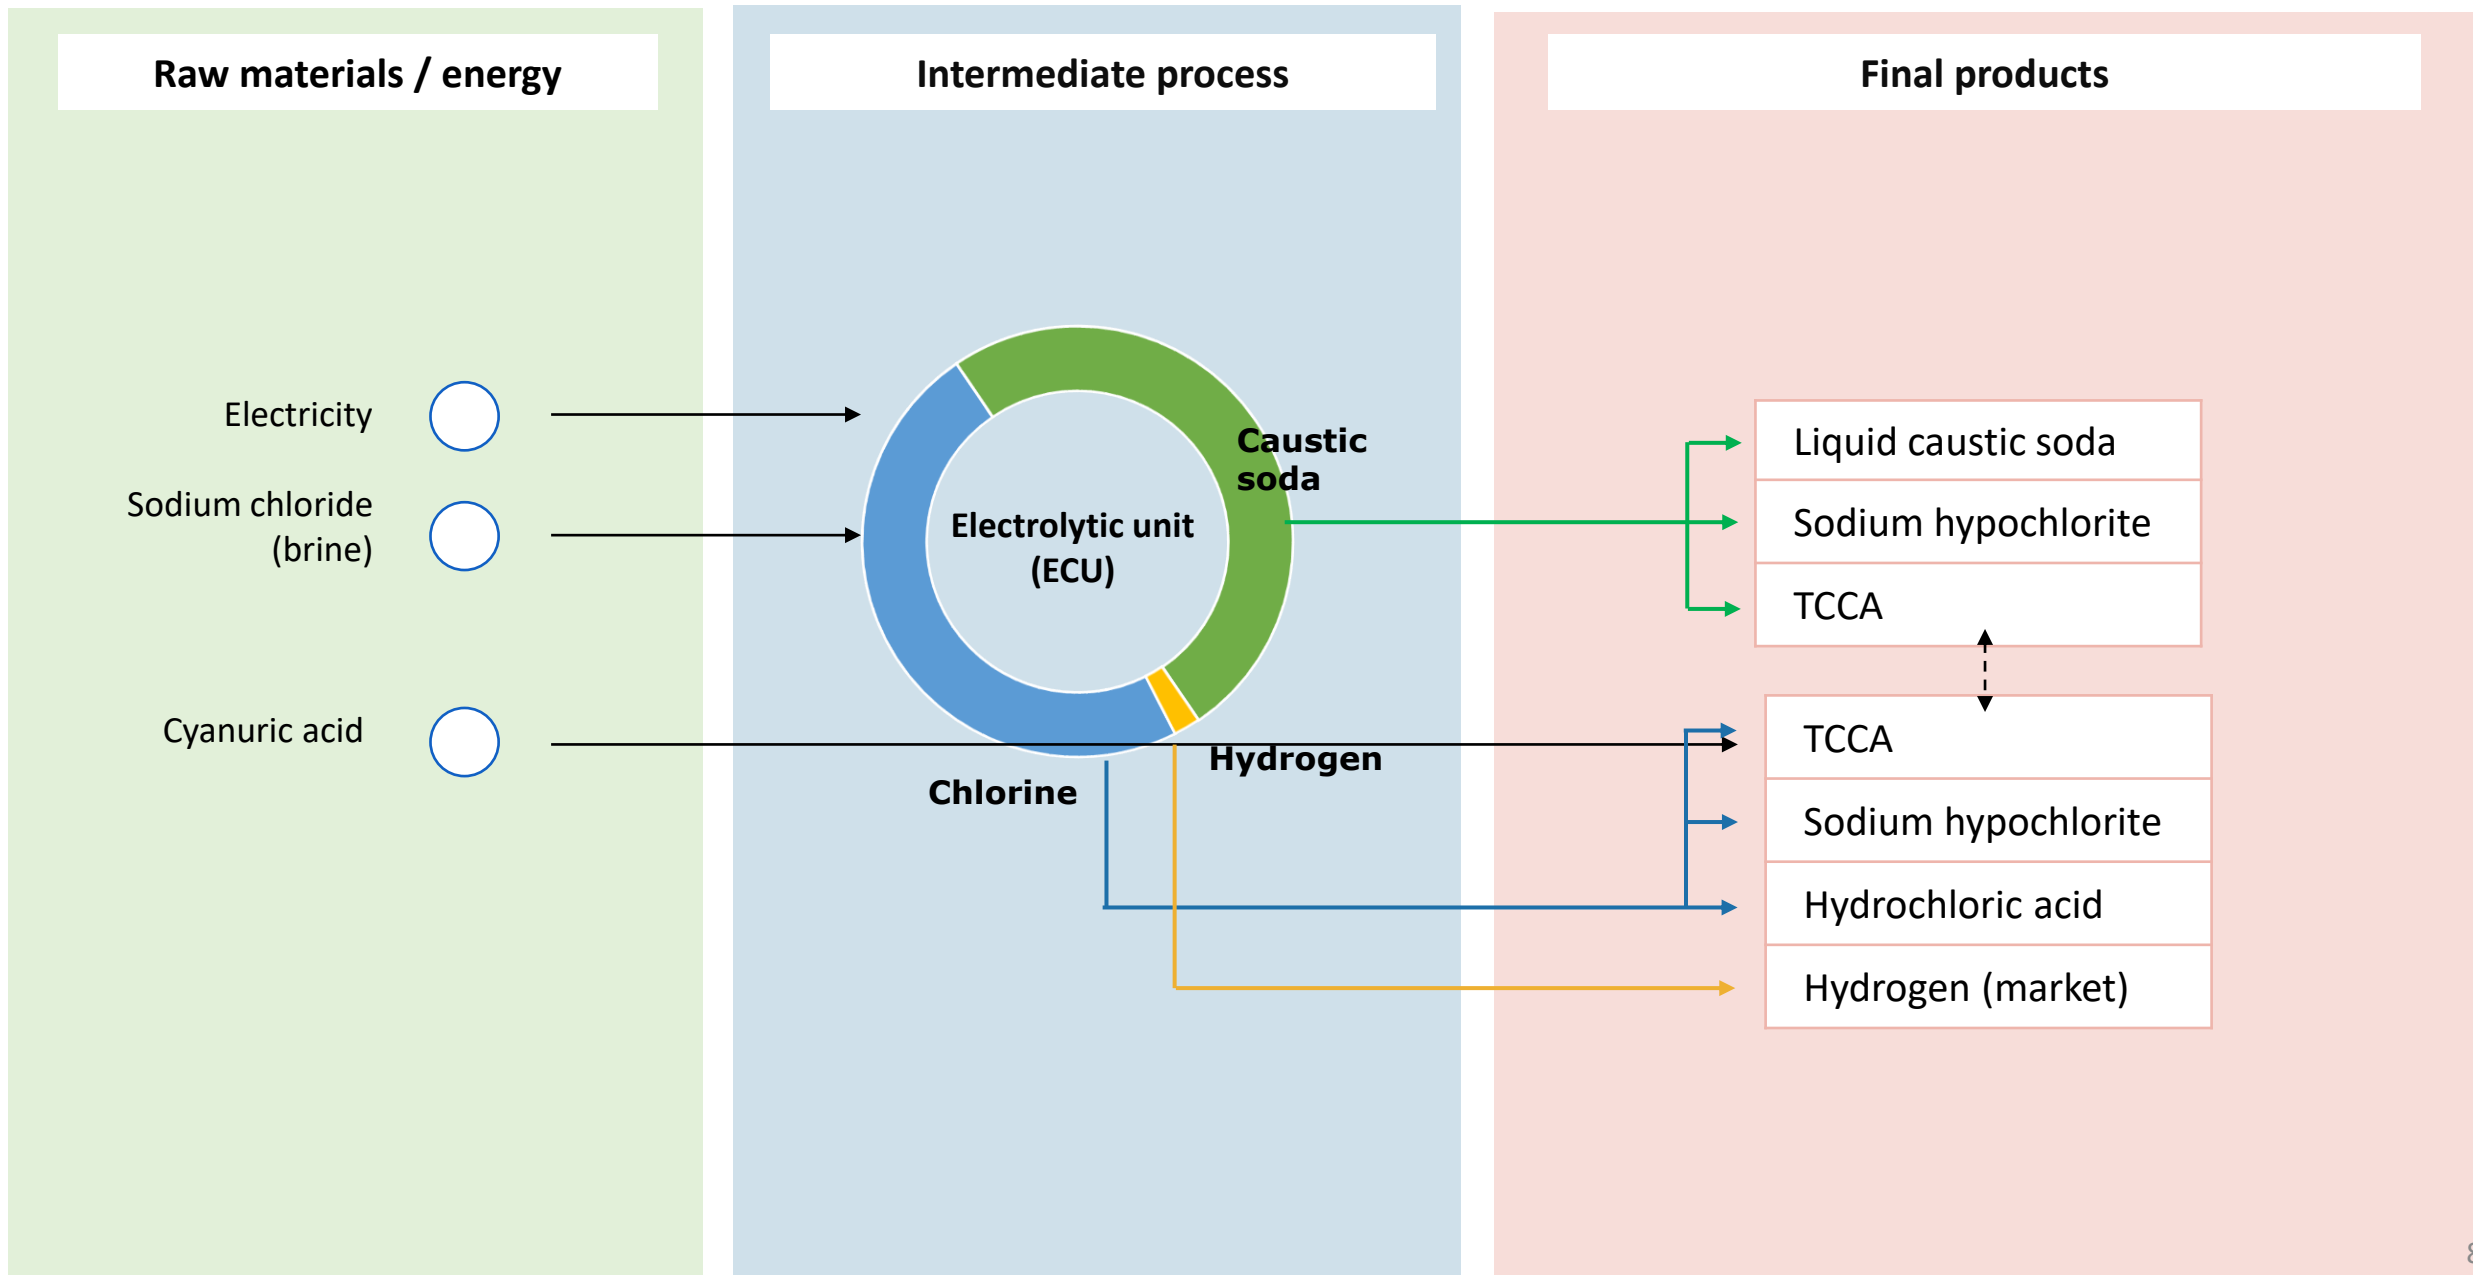 Raw materials / energy
Intermediate process
Final products
Electricity
Sodium chloride
(brine)
Cyanuric acid
Caustic
soda
Electrolytic unit
(ECU)
Hydrogen
Chlorine
Liquid caustic soda
Sodium hypochlorite
TCCA
TCCA
Sodium hypochlorite
Hydrochloric acid
Hydrogen (market)